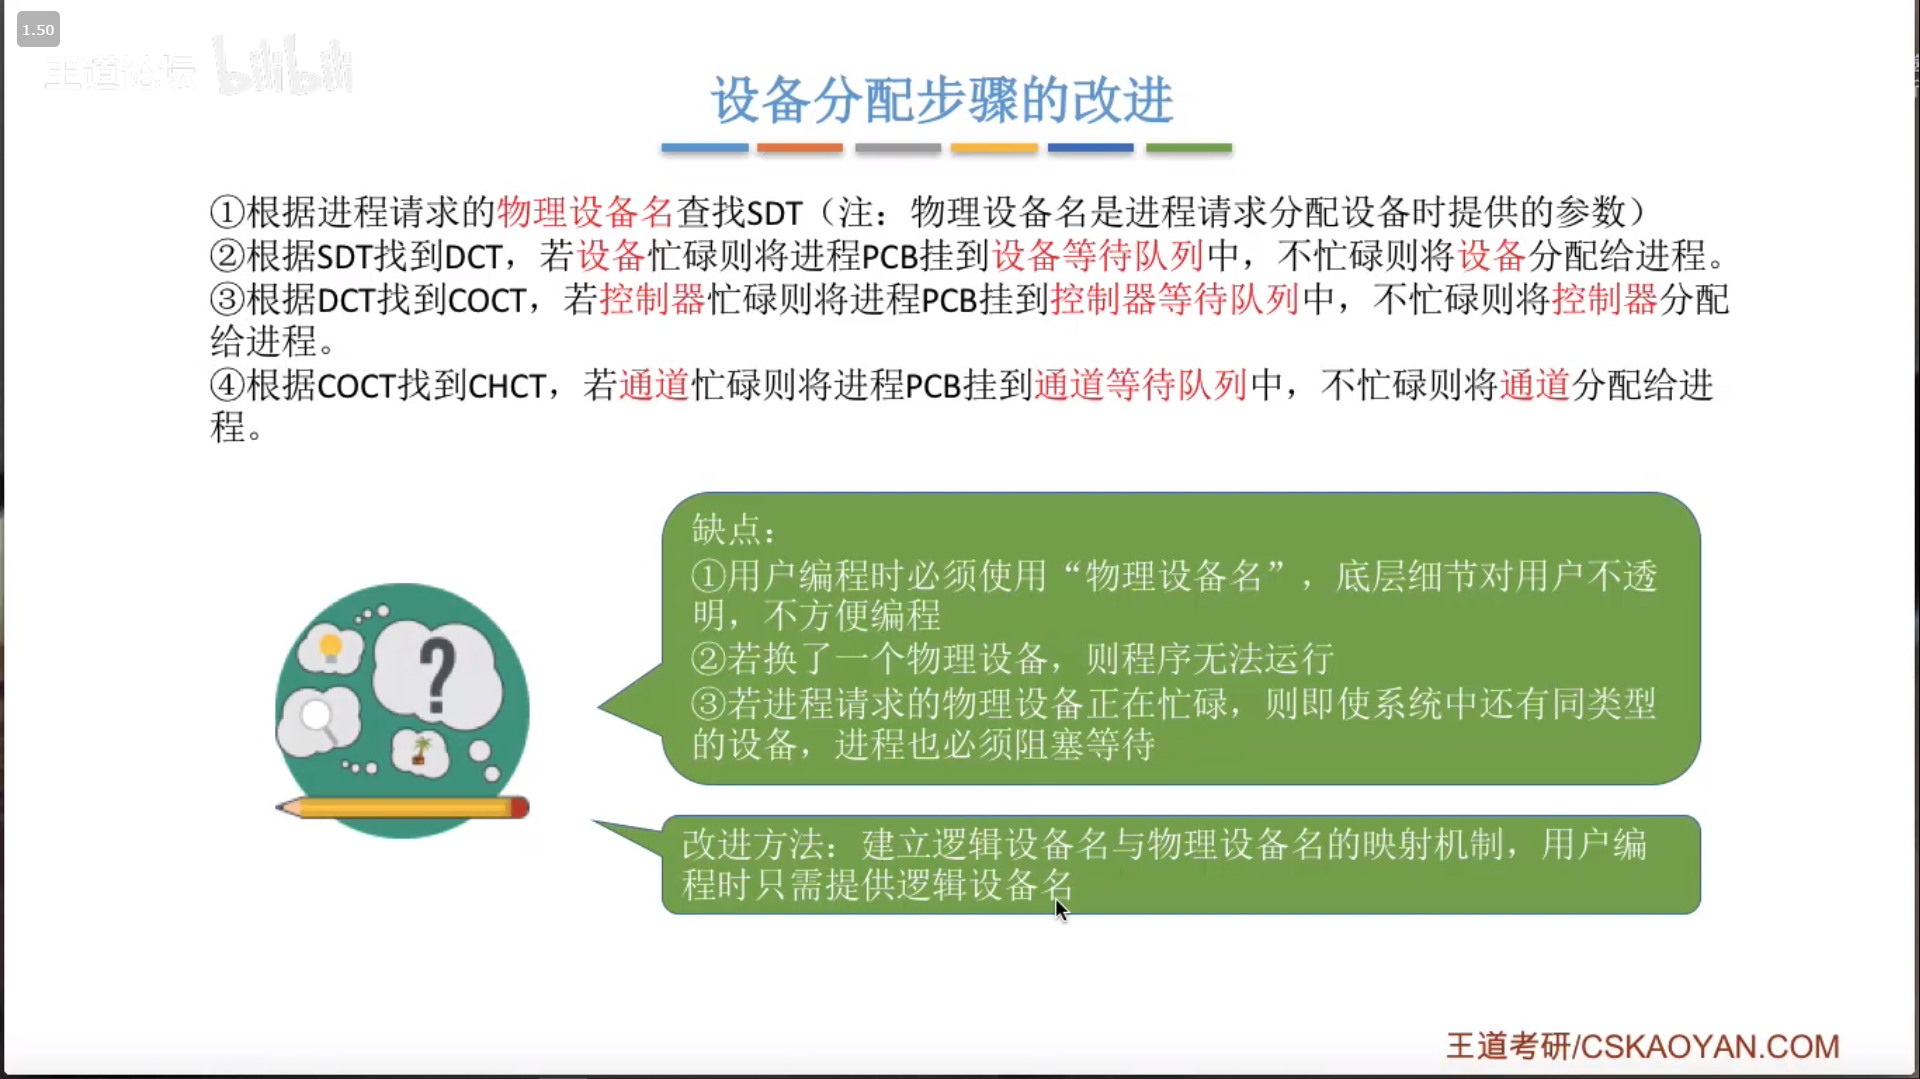 1.50
王道论坛 bilibili
设备分配步骤的改进
①根据进程请求的物理设备名查找SDT（注：物理设备名是进程请求分配设备时提供的参数）
②根据SDT找到DCT，若设备忙碌则将进程PCB挂到设备等待队列中，不忙碌则将设备分配给进程。
③根据DCT找到COCT，若控制器忙碌则将进程PCB挂到控制器等待队列中，不忙碌则将控制器分配
给进程。
④根据COCT找到CHCT，若通道忙碌则将进程PCB挂到通道等待队列中，不忙碌则将通道分配给进
程。
缺点：
①用户编程时必须使用“物理设备名”，底层细节对用户不透
明，不方便编程
②若换了一个物理设备，则程序无法运行
③若进程请求的物理设备正在忙碌，则即使系统中还有同类型
的设备，进程也必须阻塞等待
?
改进方法：建立逻辑设备名与物理设备名的映射机制，用户编
程时只需提供逻辑设备名
王道考研/CSKAOYAN.COM